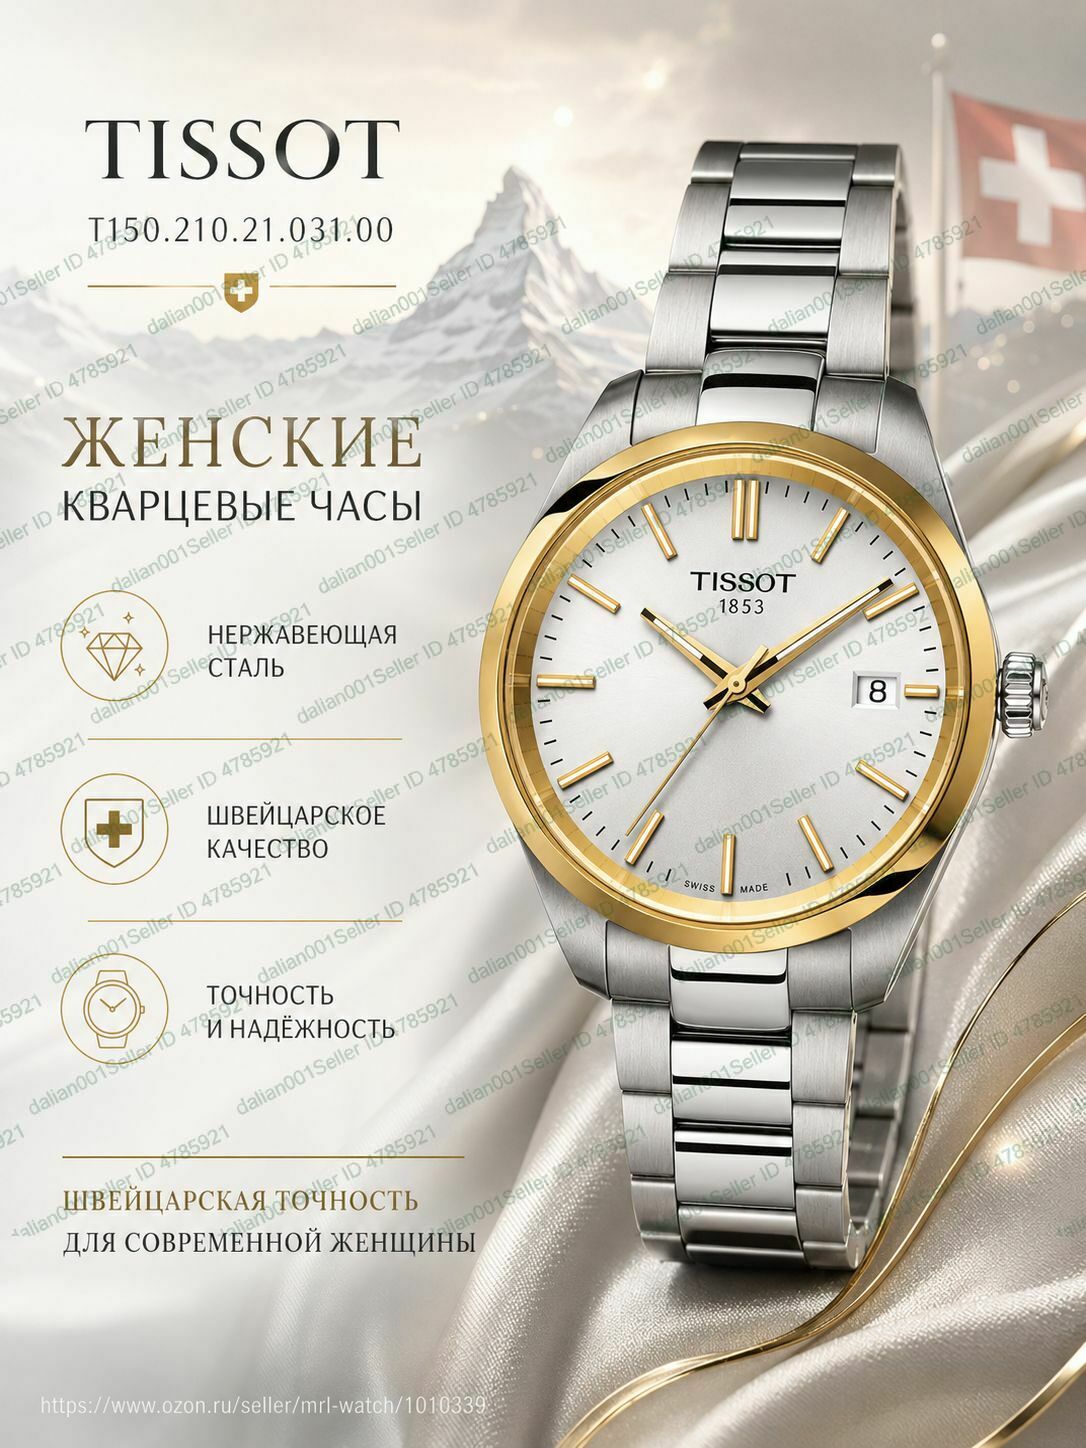 TISSOT
T150.210.21.031.00
ЖЕНСКИЕ
КВАРЦЕВЫЕ ЧАСЫ
НЕРЖАВЕЮЩАЯ
СТАЛЬ
ШВЕЙЦАРСКОЕ
КАЧЕСТВО
ТОЧНОСТЬ
И НАДЁЖНОСТЬ
ШВЕЙЦАРСКАЯ ТОЧНОСТЬ
ДЛЯ СОВРЕМЕННОЙ ЖЕНЩИНЫ
TISSOT
1853
8
SWISS MADE
dalian001Seller ID 4785921
https://www.ozon.ru/seller/mrl-watch/1010339